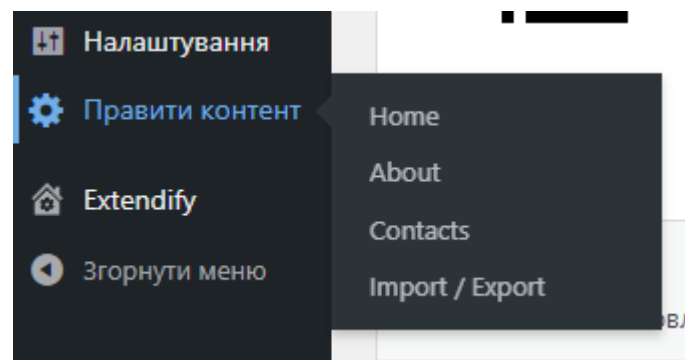 Налаштування
Правити контент
Home
About
Contacts
Import / Export
Extendify
Згорнути меню